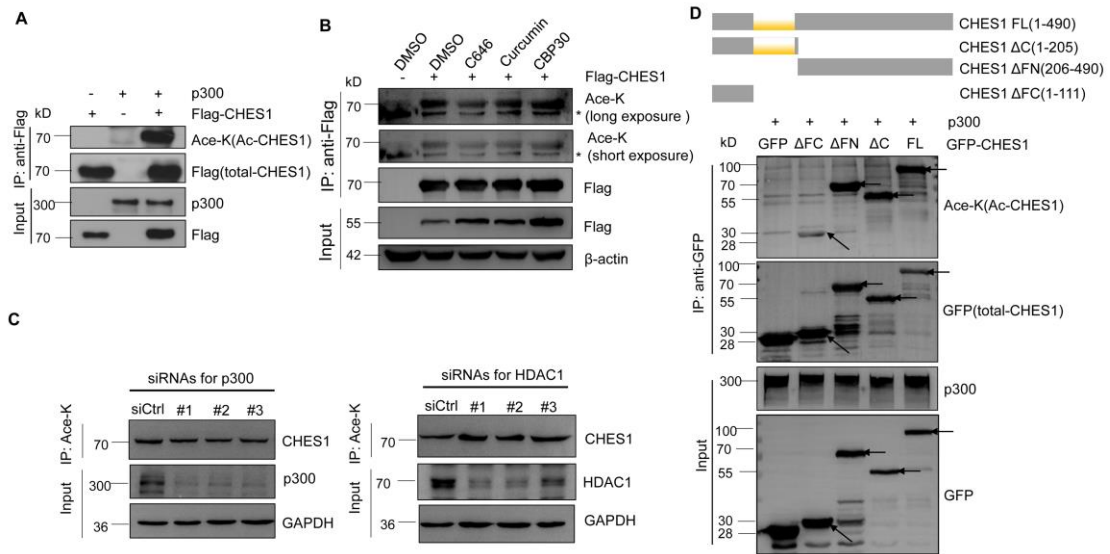 A
- + + p300
kD + - + Flag-CHES1
IP: anti-Flag
70 Ace-K(Ac-CHES1)
70 Flag(total-CHES1)
Input
300 p300
70 Flag
B
DMSO DMSO C646 Curcumin CBP30
kD - + + + + Flag-CHES1
IP: anti-Flag
70 * Ace-K
(long exposure )
70 * Ace-K
(short exposure)
70 Flag
Input
55 Flag
42 β-actin
C
siRNAs for p300
siCtrl #1 #2 #3
IP: Ace-K
70 CHES1
Input
300 p300
36 GAPDH
siRNAs for HDAC1
siCtrl #1 #2 #3
IP: Ace-K
70 CHES1
Input
70 HDAC1
36 GAPDH
D
CHES1 FL(1-490)
CHES1 ΔC(1-205)
CHES1 ΔFN(206-490)
CHES1 ΔFC(1-111)
+ + + + + p300
kD GFP ΔFC ΔFN ΔC FL GFP-CHES1
IP: anti-GFP
100
70
55
30
28
Ace-K(Ac-CHES1)
100
70
55
30
28
GFP(total-CHES1)
Input
300 p300
100
70
55
30
28
GFP